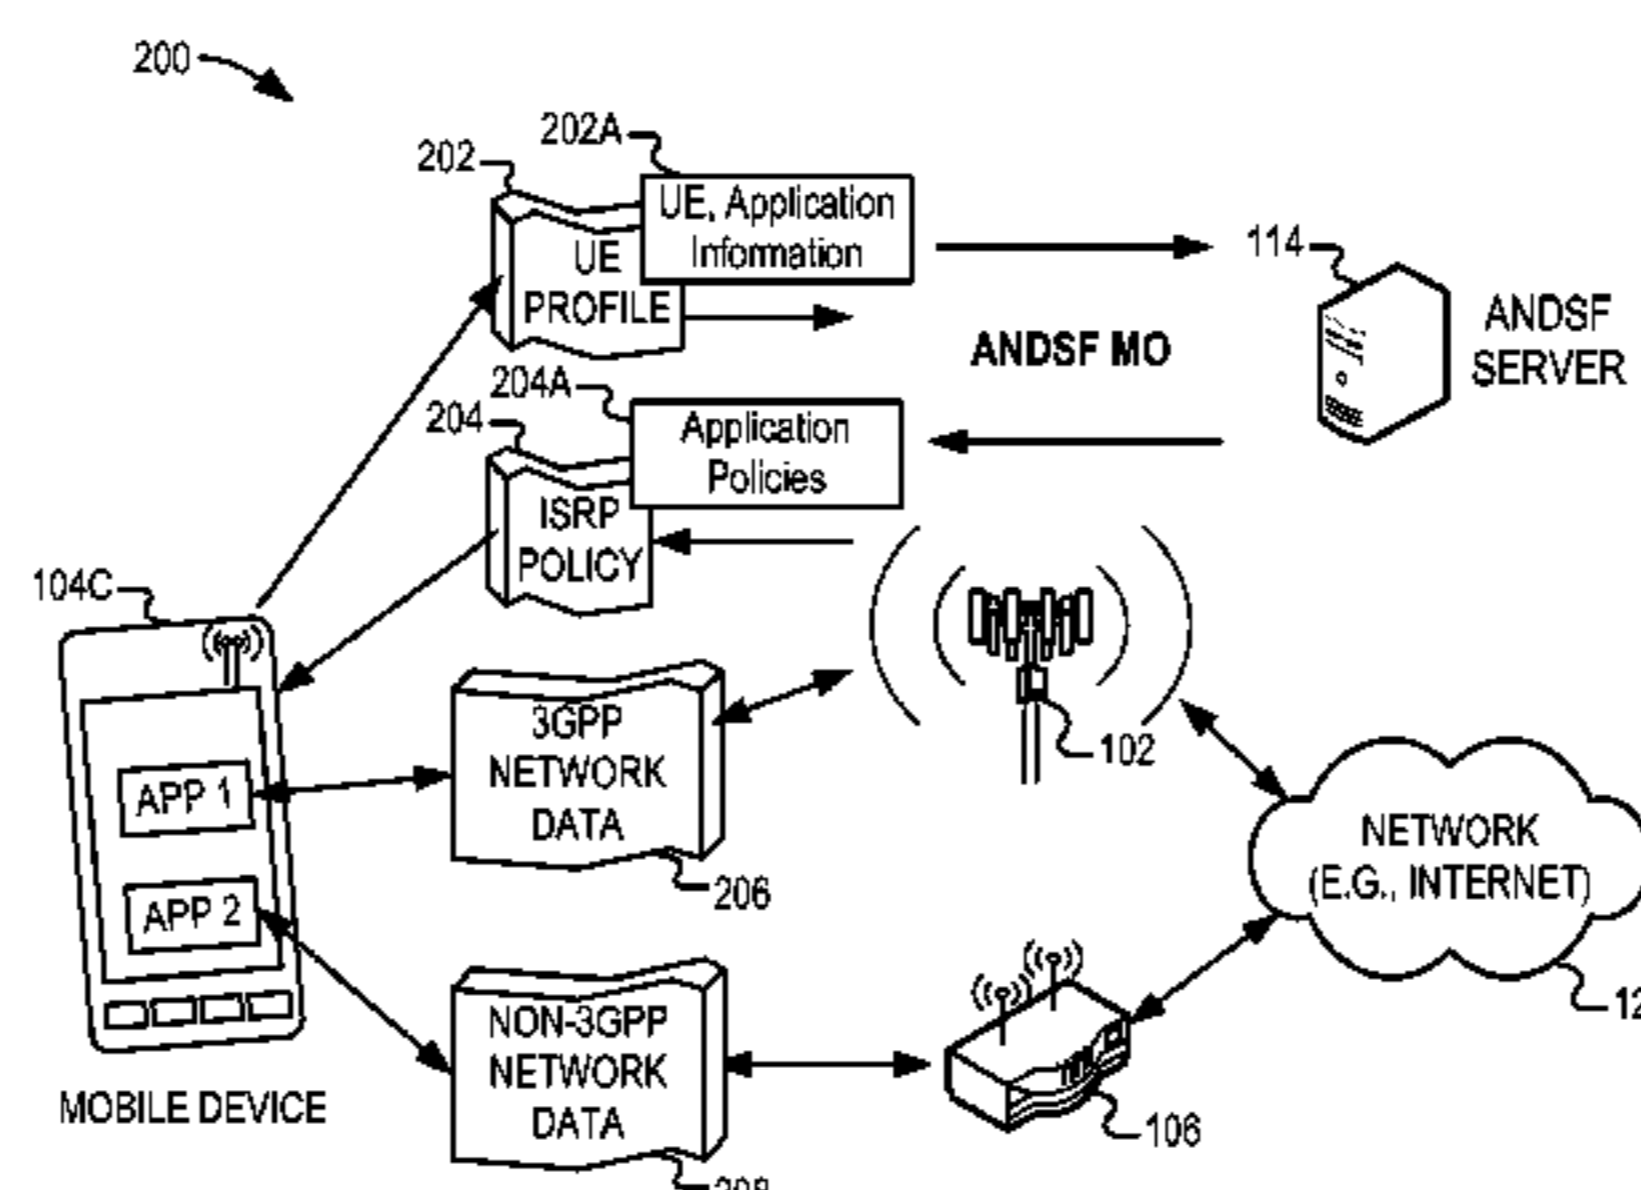 200
202A
202
UE, Application
Information
UE
PROFILE
114
ANDSF
SERVER
ANDSF MO
204A
204
Application
Policies
ISRP
POLICY
104C
3GPP
NETWORK
DATA
102
APP 1
206
NETWORK
(E.G., INTERNET)
APP 2
NON-3GPP
NETWORK
DATA
MOBILE DEVICE
106